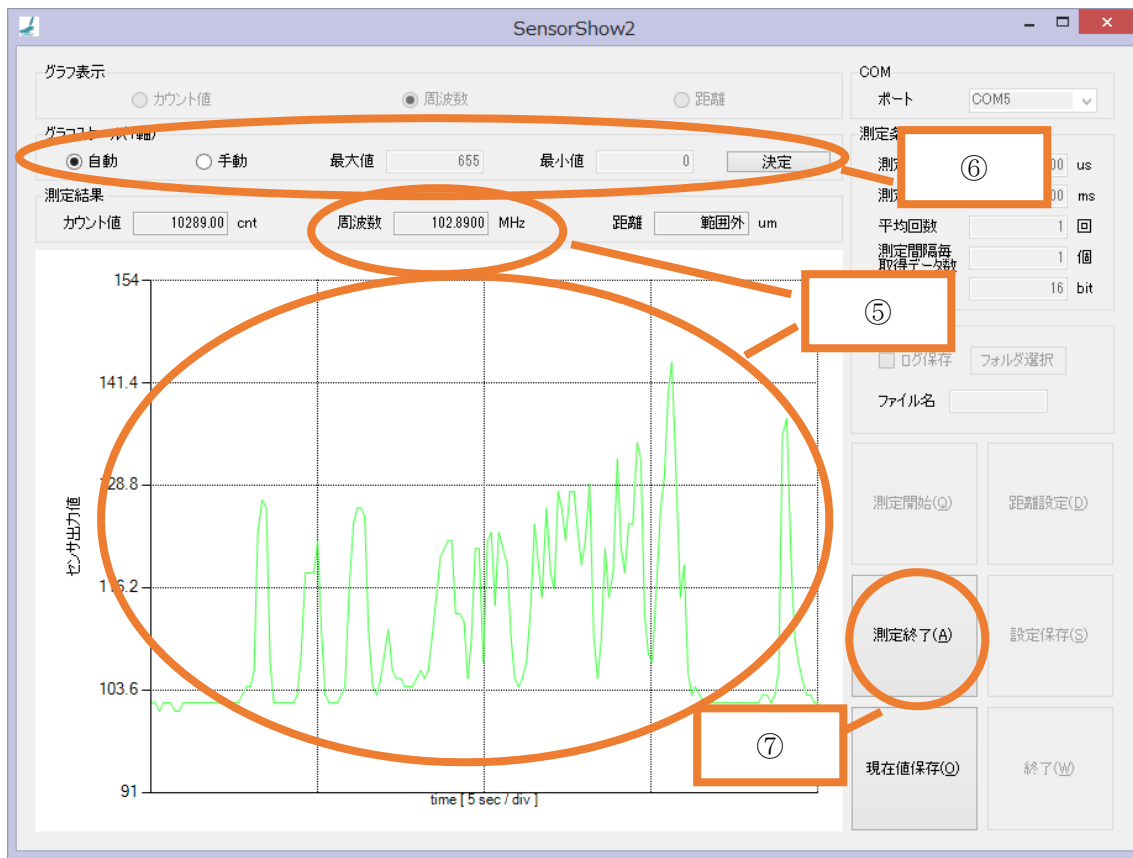 SensorShow2
グラフ表示
カウント値 周波数 距離
COM
ポート COM5
自動 手動 最大値 655 最小値 0 決定
⑥
us
ms
測定結果
カウント値 10289.00 cnt 周波数 102.8900 MHz 距離 範囲外 um
平均回数 1 回
測定間隔毎
取得データ数 1 個
16 bit
⑤
ログ保存 フォルダ選択
ファイル名
154
141.4
128.8
116.2
103.6
91
センサ出力値
time [ 5 sec / div ]
測定開始(Q) 距離設定(D)
測定終了(A) 設定保存(S)
⑦
現在値保存(O) 終了(W)